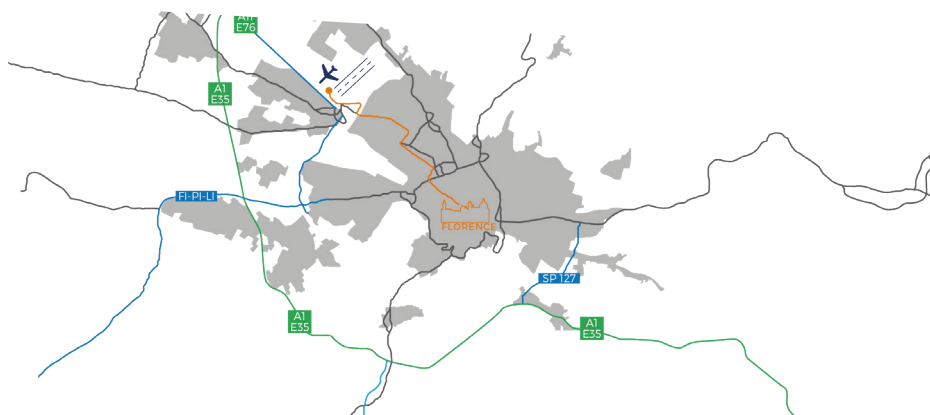 A11
E76
A1
E35
FI-PI-LI
FLORENCE
SP 127
A1
E35
A1
E35